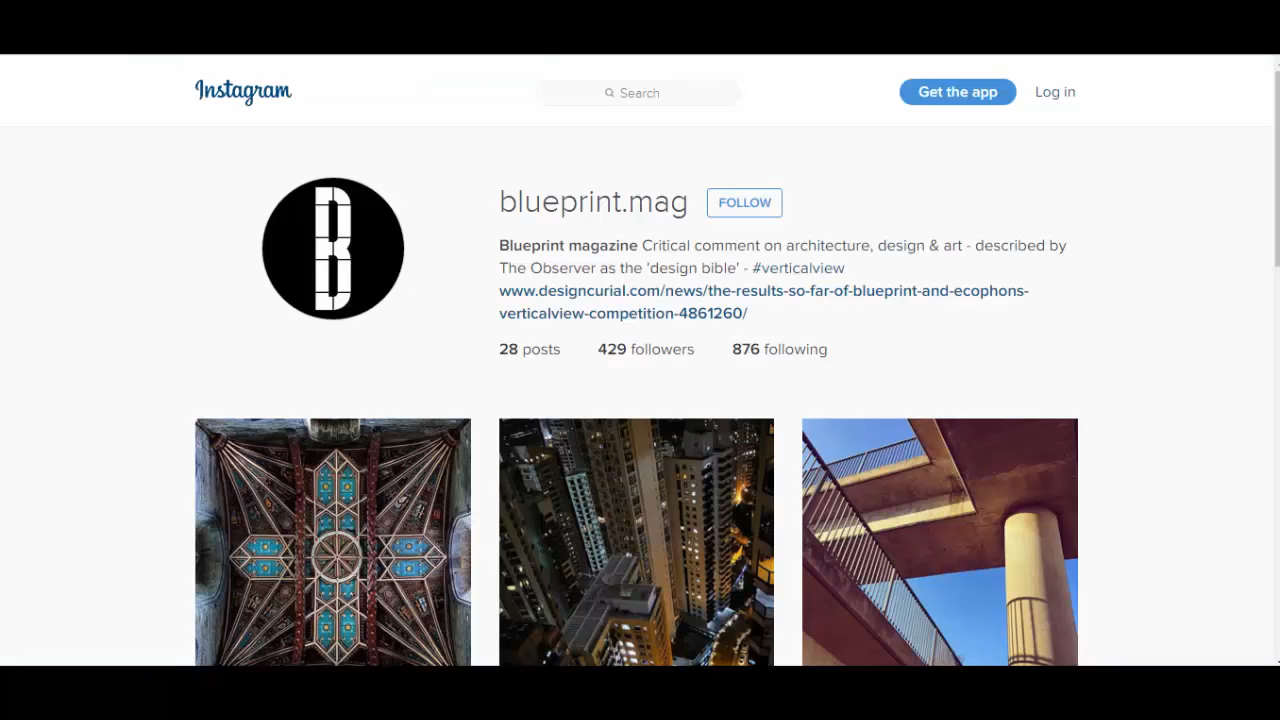 Instagram
Search
Get the app
Log in
B
blueprint.mag
FOLLOW
Blueprint magazine Critical comment on architecture, design & art - described by
The Observer as the 'design bible' - #verticalview
www.designcurial.com/news/the-results-so-far-of-blueprint-and-ecophons-
verticalview-competition-4861260/
28 posts 429 followers 876 following